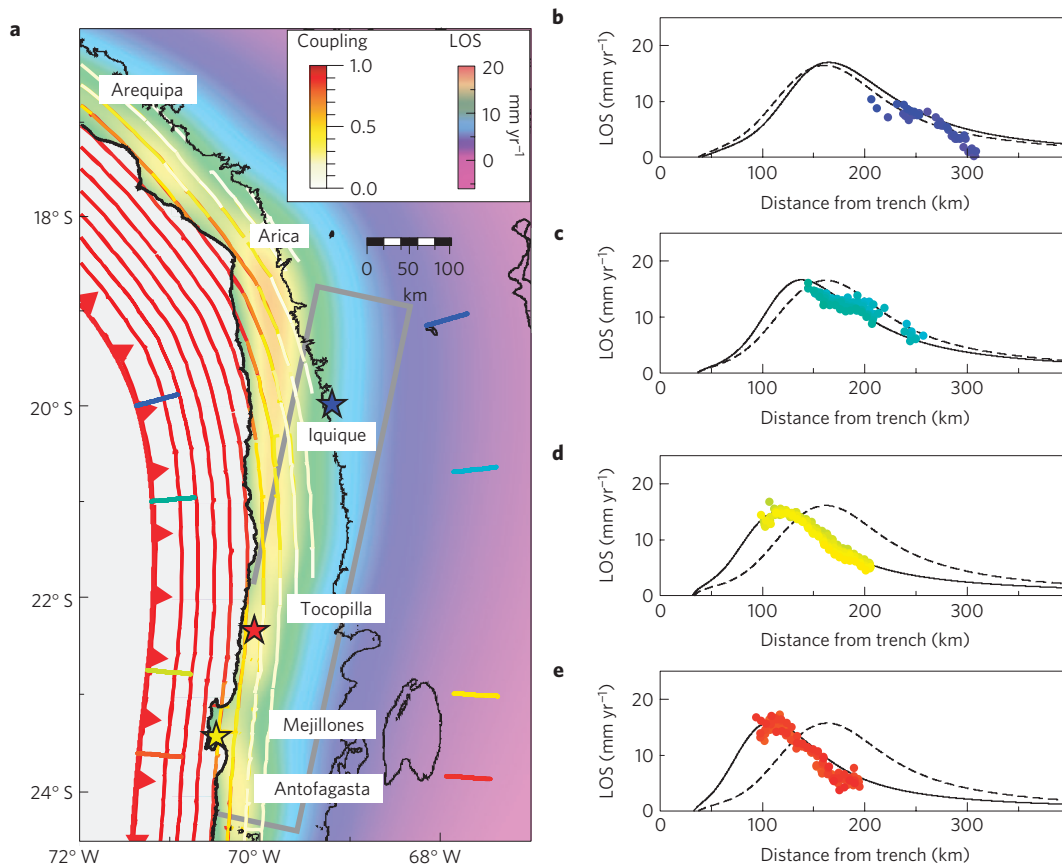 a
Coupling
LOS
1.0
0.5
0.0
20
10
0
mm yr⁻¹
Arequipa
Arica
0 50 100
km
Iquique
Tocopilla
Mejillones
Antofagasta
18° S
20° S
22° S
24° S
72° W
70° W
68° W
b
LOS (mm yr⁻¹)
20
10
0
0
100
200
300
Distance from trench (km)
c
LOS (mm yr⁻¹)
20
10
0
0
100
200
300
Distance from trench (km)
d
LOS (mm yr⁻¹)
20
10
0
0
100
200
300
Distance from trench (km)
e
LOS (mm yr⁻¹)
20
10
0
0
100
200
300
Distance from trench (km)